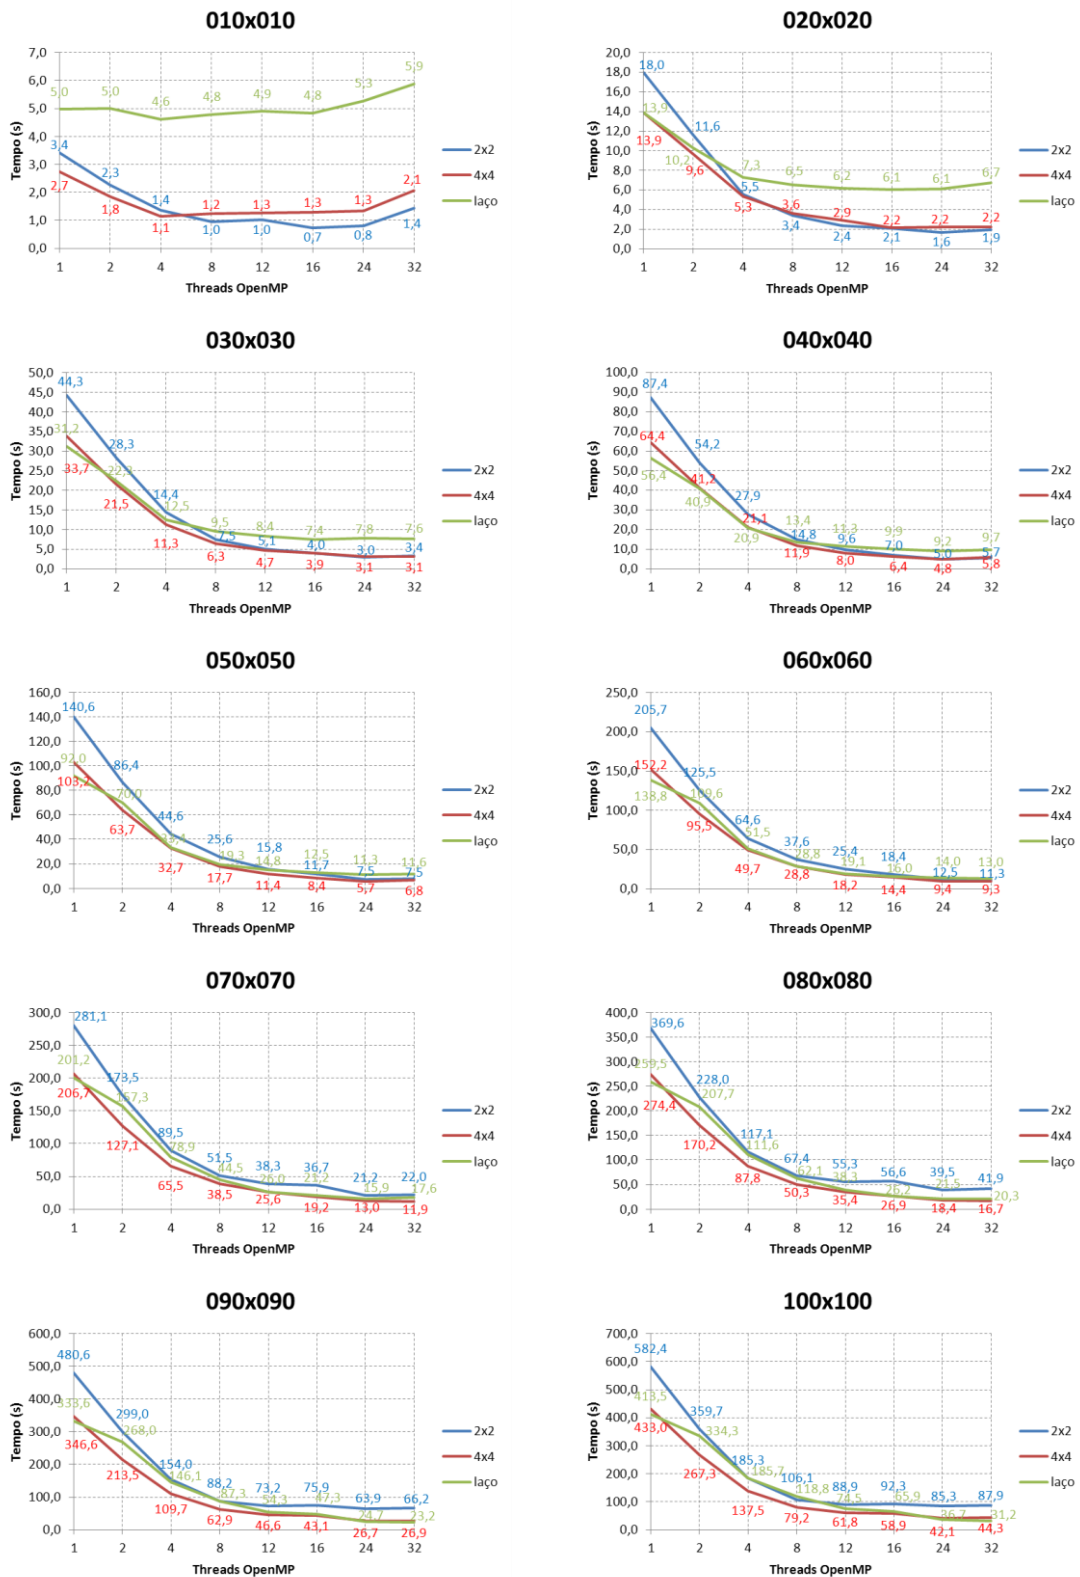 010x010
7,0
6,0
5,0
4,0
3,0
2,0
1,0
0,0
Tempo (s)
5,0 5,0 4,6 4,8 4,9 4,8 5,3 5,9
3,4 2,3 1,4 1,0 1,0 0,7 0,8 1,4
2,7 1,8 1,1 1,2 1,3 1,3 1,3 2,1
1 2 4 8 12 16 24 32
Threads OpenMP
2x2
4x4
laço
020x020
20,0
18,0
16,0
14,0
12,0
10,0
8,0
6,0
4,0
2,0
0,0
Tempo (s)
18,0 11,6 5,5 3,4 2,4 2,1 1,6 1,9
13,9 9,6 5,3 3,6 2,9 2,2 2,2 2,2
13,9 10,2 7,3 6,5 6,2 6,1 6,1 6,7
1 2 4 8 12 16 24 32
Threads OpenMP
2x2
4x4
laço
030x030
50,0
45,0
40,0
35,0
30,0
25,0
20,0
15,0
10,0
5,0
0,0
Tempo (s)
44,3 28,3 14,4 7,5 5,1 4,0 3,0 3,4
33,7 21,5 11,3 6,3 4,7 3,9 3,1 3,1
31,2 12,5 9,5 8,4 7,4 7,8 7,6
1 2 4 8 12 16 24 32
Threads OpenMP
2x2
4x4
laço
040x040
100,0
90,0
80,0
70,0
60,0
50,0
40,0
30,0
20,0
10,0
0,0
Tempo (s)
87,4 54,2 27,9 14,8 9,6 7,0 5,0 5,7
64,4 41,2 21,1 11,9 8,0 6,4 4,8 5,8
56,4 40,9 20,9 13,4 11,3 9,9 9,2 9,7
1 2 4 8 12 16 24 32
Threads OpenMP
2x2
4x4
laço
050x050
160,0
140,0
120,0
100,0
80,0
60,0
40,0
20,0
0,0
Tempo (s)
140,6 86,4 44,6 25,6 15,8 11,7 7,5 7,5
103,2 63,7 32,7 17,7 11,4 8,4 5,7 6,8
92,0 70,0 19,3 14,8 12,5 11,3 11,6
1 2 4 8 12 16 24 32
Threads OpenMP
2x2
4x4
laço
060x060
250,0
200,0
150,0
100,0
50,0
0,0
Tempo (s)
205,7 125,5 64,6 37,6 25,4 18,4 12,5 11,3
152,2 95,5 49,7 28,8 18,2 14,4 9,4 9,3
138,8 109,6 51,5 28,8 19,1 16,0 14,0 13,0
1 2 4 8 12 16 24 32
Threads OpenMP
2x2
4x4
laço
070x070
300,0
250,0
200,0
150,0
100,0
50,0
0,0
Tempo (s)
281,1 173,5 89,5 51,5 38,3 36,7 21,2 22,0
206,7 127,1 65,5 38,5 25,6 19,2 13,0 11,9
201,2 157,3 78,9 44,5 26,0 21,2 15,9 17,6
1 2 4 8 12 16 24 32
Threads OpenMP
2x2
4x4
laço
080x080
400,0
350,0
300,0
250,0
200,0
150,0
100,0
50,0
0,0
Tempo (s)
369,6 228,0 117,1 67,4 55,3 56,6 39,5 41,9
274,4 170,2 87,8 50,3 35,4 26,9 18,4 16,7
259,5 207,7 111,6 62,1 38,3 26,2 21,5 20,3
1 2 4 8 12 16 24 32
Threads OpenMP
2x2
4x4
laço
090x090
600,0
500,0
400,0
300,0
200,0
100,0
0,0
Tempo (s)
480,6 299,0 154,0 88,2 73,2 75,9 63,9 66,2
346,6 213,5 109,7 62,9 46,6 43,1 26,7 26,9
333,6 268,0 146,1 87,3 54,3 47,3 24,7 23,2
1 2 4 8 12 16 24 32
Threads OpenMP
2x2
4x4
laço
100x100
700,0
600,0
500,0
400,0
300,0
200,0
100,0
0,0
Tempo (s)
582,4 359,7 185,3 106,1 88,9 92,3 85,3 87,9
433,0 267,3 137,5 79,2 61,8 58,9 42,1 44,3
413,5 334,3 185,7 118,8 74,5 65,9 36,7 31,2
1 2 4 8 12 16 24 32
Threads OpenMP
2x2
4x4
laço